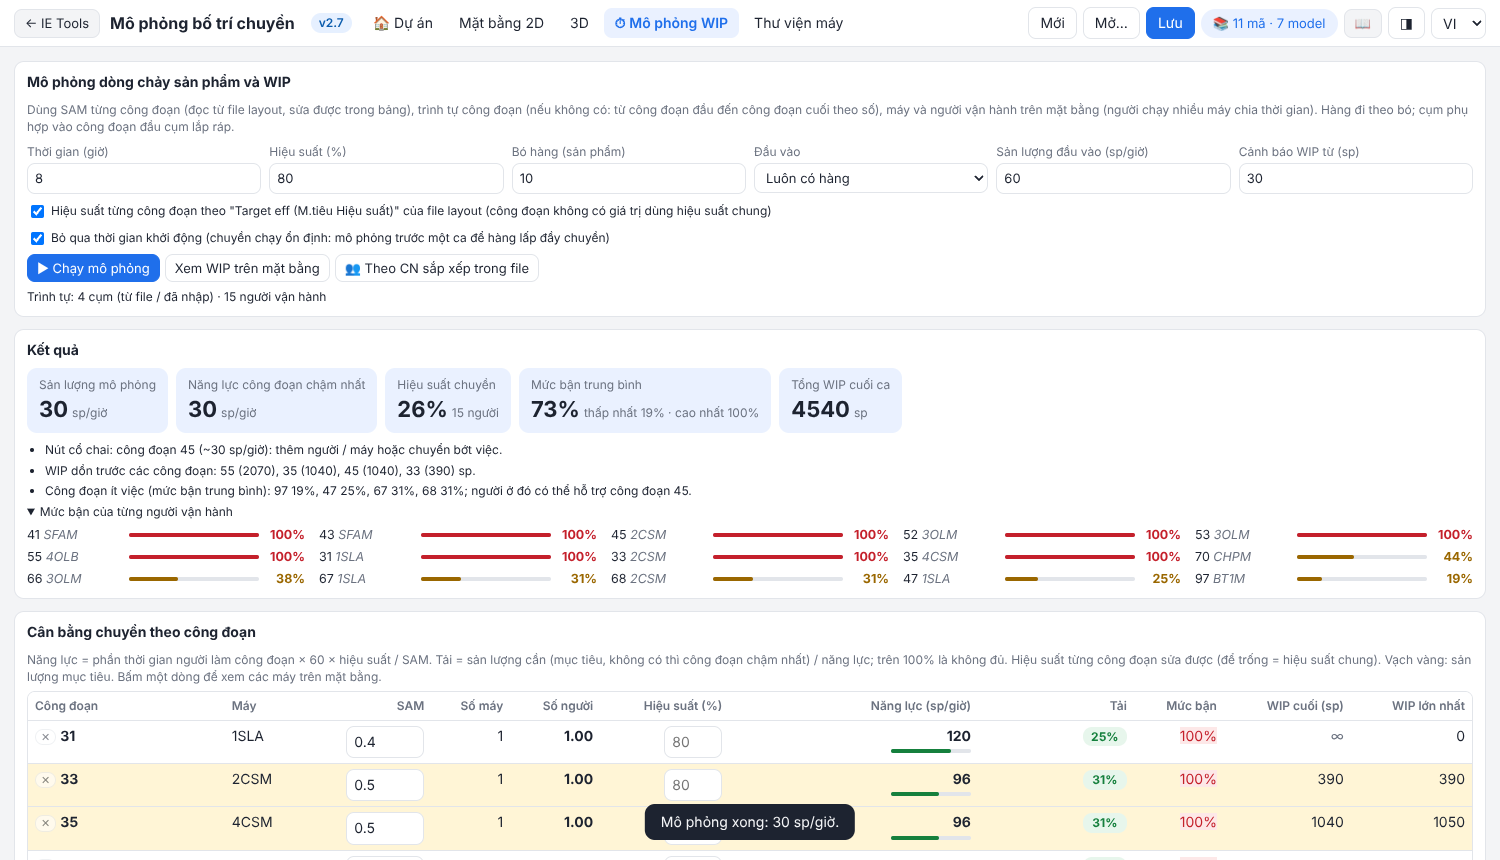 ← IE Tools Mô phỏng bố trí chuyền v2.7 🏠 Dự án Mặt bằng 2D 3D ⏱ Mô phỏng WIP Thư viện máy Mới Mở... Lưu 📚 11 mã · 7 model 📖 ◨ VI
Mô phỏng dòng chảy sản phẩm và WIP
Dùng SAM từng công đoạn (đọc từ file layout, sửa được trong bảng), trình tự công đoạn (nếu không có: từ công đoạn đầu đến công đoạn cuối theo số), máy và người vận hành trên mặt bằng (người chạy nhiều máy chia thời gian). Hàng đi theo bó; cụm phụ
hợp vào công đoạn đầu cụm lắp ráp.
Thời gian (giờ) Hiệu suất (%) Bó hàng (sản phẩm) Đầu vào Sản lượng đầu vào (sp/giờ) Cảnh báo WIP từ (sp)
8 80 10 Luôn có hàng 60 30
Hiệu suất từng công đoạn theo "Target eff (M.tiêu Hiệu suất)" của file layout (công đoạn không có giá trị dùng hiệu suất chung)
Bỏ qua thời gian khởi động (chuyền chạy ổn định: mô phỏng trước một ca để hàng lấp đầy chuyền)
▶ Chạy mô phỏng Xem WIP trên mặt bằng 👥 Theo CN sắp xếp trong file
Trình tự: 4 cụm (từ file / đã nhập) · 15 người vận hành
Kết quả
Sản lượng mô phỏng Năng lực công đoạn chậm nhất Hiệu suất chuyền Mức bận trung bình Tổng WIP cuối ca
30 sp/giờ 30 sp/giờ 26% 15 người 73% thấp nhất 19% · cao nhất 100% 4540 sp
• Nút cổ chai: công đoạn 45 (~30 sp/giờ): thêm người / máy hoặc chuyển bớt việc.
• WIP dồn trước các công đoạn: 55 (2070), 35 (1040), 45 (1040), 33 (390) sp.
• Công đoạn ít việc (mức bận trung bình): 97 19%, 47 25%, 67 31%, 68 31%; người ở đó có thể hỗ trợ công đoạn 45.
▼ Mức bận của từng người vận hành
41 SFAM 100% 43 SFAM 100% 45 2CSM 100% 52 3OLM 100% 53 3OLM 100%
55 4OLB 100% 31 1SLA 100% 33 2CSM 100% 35 4CSM 100% 70 CHPM 44%
66 3OLM 38% 67 1SLA 31% 68 2CSM 31% 47 1SLA 25% 97 BT1M 19%
Cân bằng chuyền theo công đoạn
Năng lực = phần thời gian người làm công đoạn × 60 × hiệu suất / SAM. Tải = sản lượng cần (mục tiêu, không có thì công đoạn chậm nhất) / năng lực; trên 100% là không đủ. Hiệu suất từng công đoạn sửa được (để trống = hiệu suất chung). Vạch vàng: sản
lượng mục tiêu. Bấm một dòng để xem các máy trên mặt bằng.
Công đoạn Máy SAM Số máy Số người Hiệu suất (%) Năng lực (sp/giờ) Tải Mức bận WIP cuối (sp) WIP lớn nhất
× 31 1SLA 0.4 1 1.00 80 120 25% 100% ∞ 0
× 33 2CSM 0.5 1 1.00 80 96 31% 100% 390 390
× 35 4CSM 0.5 1 1.00 96 31% 100% 1040 1050
Mô phỏng xong: 30 sp/giờ.